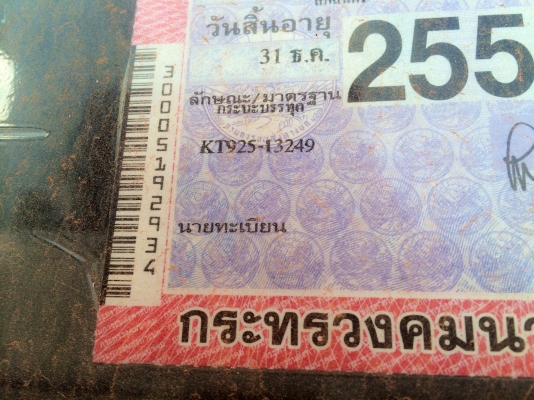 วันสิ้นอายุ
31 ธ.ค.
255
ลักษณะ/มาตรฐาน
กระบะบรรทุก
KT925-13249
นายทะเบียน
30005192934
กระทรวงคมนา